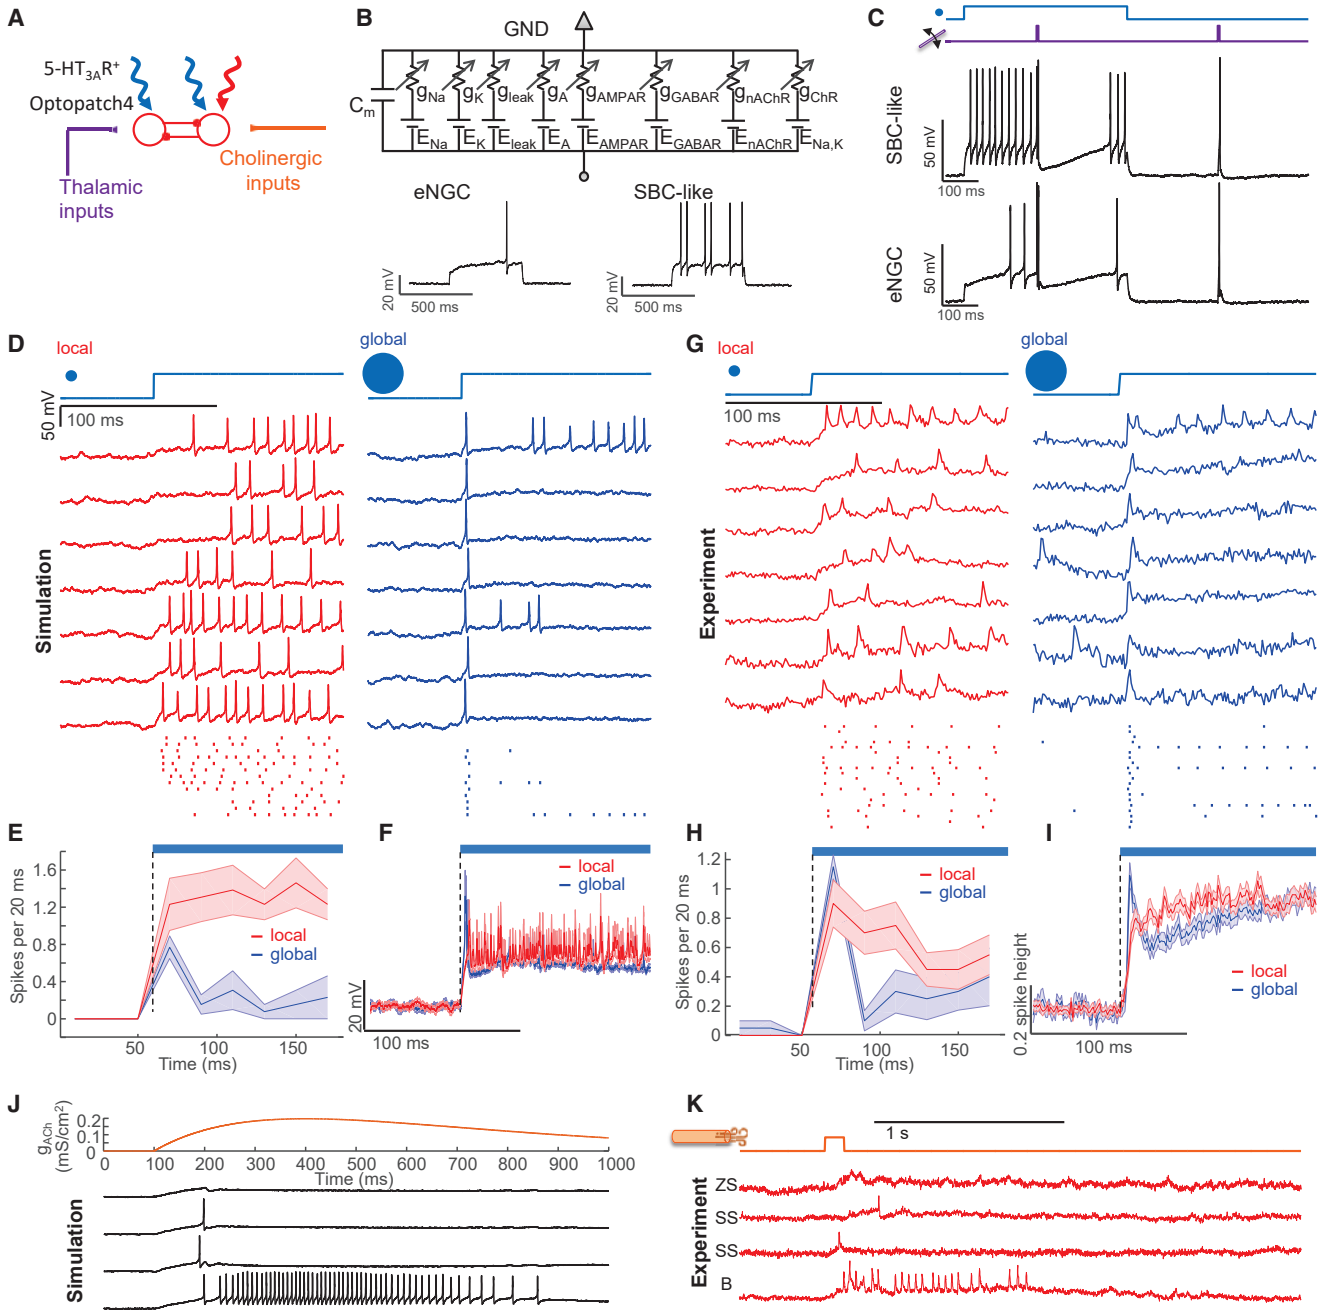 A
5-HT3AR+
Optopatch4
Thalamic
inputs
Cholinergic
inputs
B
GND
Cm
gNa
gK
gleak
gA
gAMPAR
gGABAR
gnAChR
gChR
ENa
EK
Eleak
EA
EAMPAR
EGABAR
EnAChR
ENa,K
eNGC
20 mV
500 ms
SBC-like
20 mV
500 ms
C
SBC-like
50 mV
100 ms
eNGC
50 mV
100 ms
D
local
global
50 mV
100 ms
Simulation
G
local
global
100 ms
Experiment
E
Spikes per 20 ms
1.6
1.2
0.8
0.4
0
local
global
50
100
150
Time (ms)
F
local
global
20 mV
100 ms
H
Spikes per 20 ms
1.2
1
0.8
0.6
0.4
0.2
0
local
global
50
100
150
Time (ms)
I
local
global
0.2 spike height
100 ms
J
gACh
(mS/cm2)
0.2
0.1
0
0
100
200
300
400
500
600
700
800
900
1000
Time (ms)
Simulation
K
1 s
Experiment
ZS
SS
SS
B